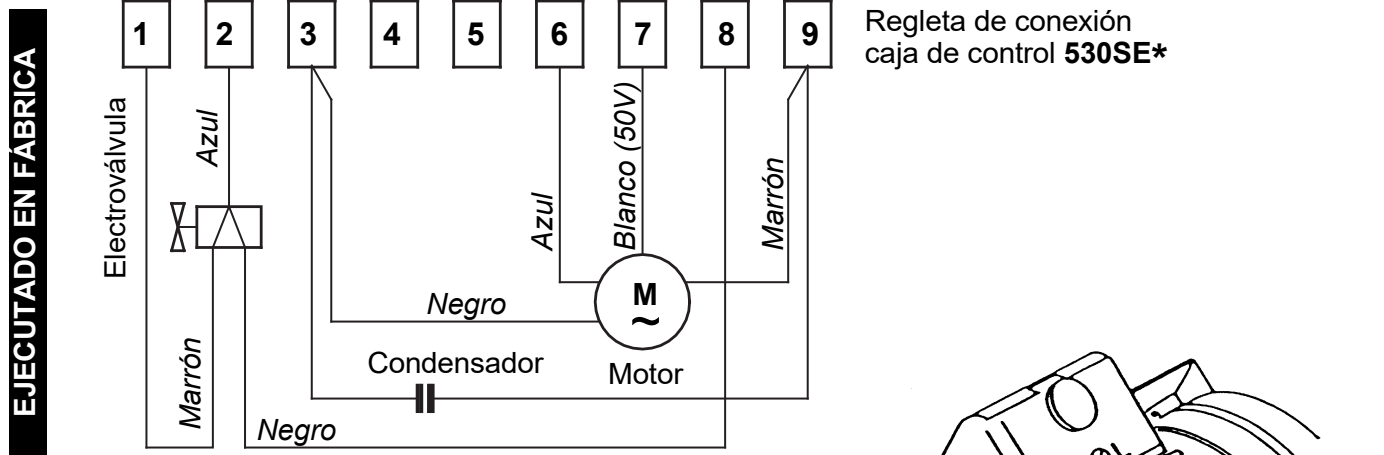 EJECUTADO EN FÁBRICA
1 2 3 4 5 6 7 8 9
Regleta de conexión
caja de control 530SE*
Electroválvula
Azul
Blanco (50V)
Azul
Marrón
M
~
Negro
Condensador
Motor
Marrón
Negro